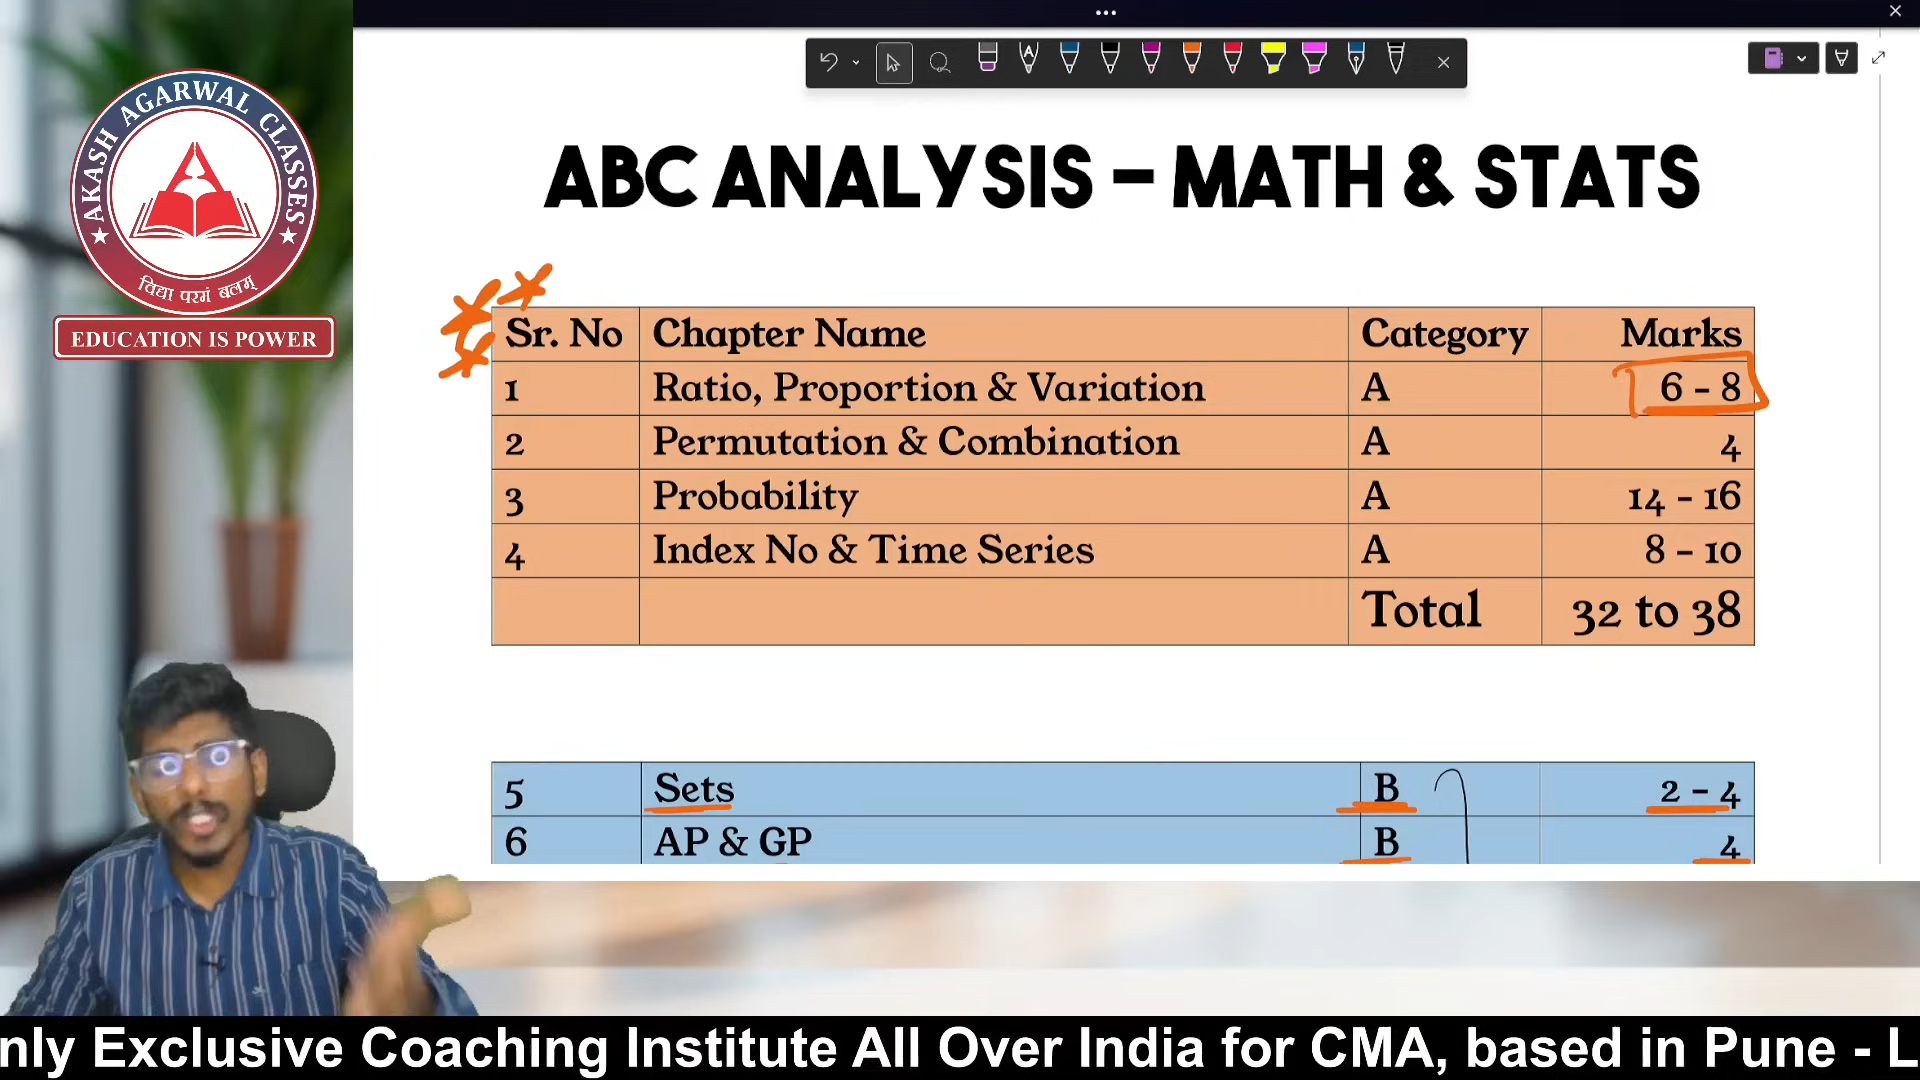 AKASH AGARWAL CLASSES
विद्या परमं बलम्
EDUCATION IS POWER
ABC ANALYSIS – MATH & STATS
Sr. No Chapter Name Category Marks
1 Ratio, Proportion & Variation A 6 - 8
2 Permutation & Combination A 4
3 Probability A 14 - 16
4 Index No & Time Series A 8 - 10
Total 32 to 38
5 Sets B 2 - 4
6 AP & GP B 4
nly Exclusive Coaching Institute All Over India for CMA, based in Pune - L